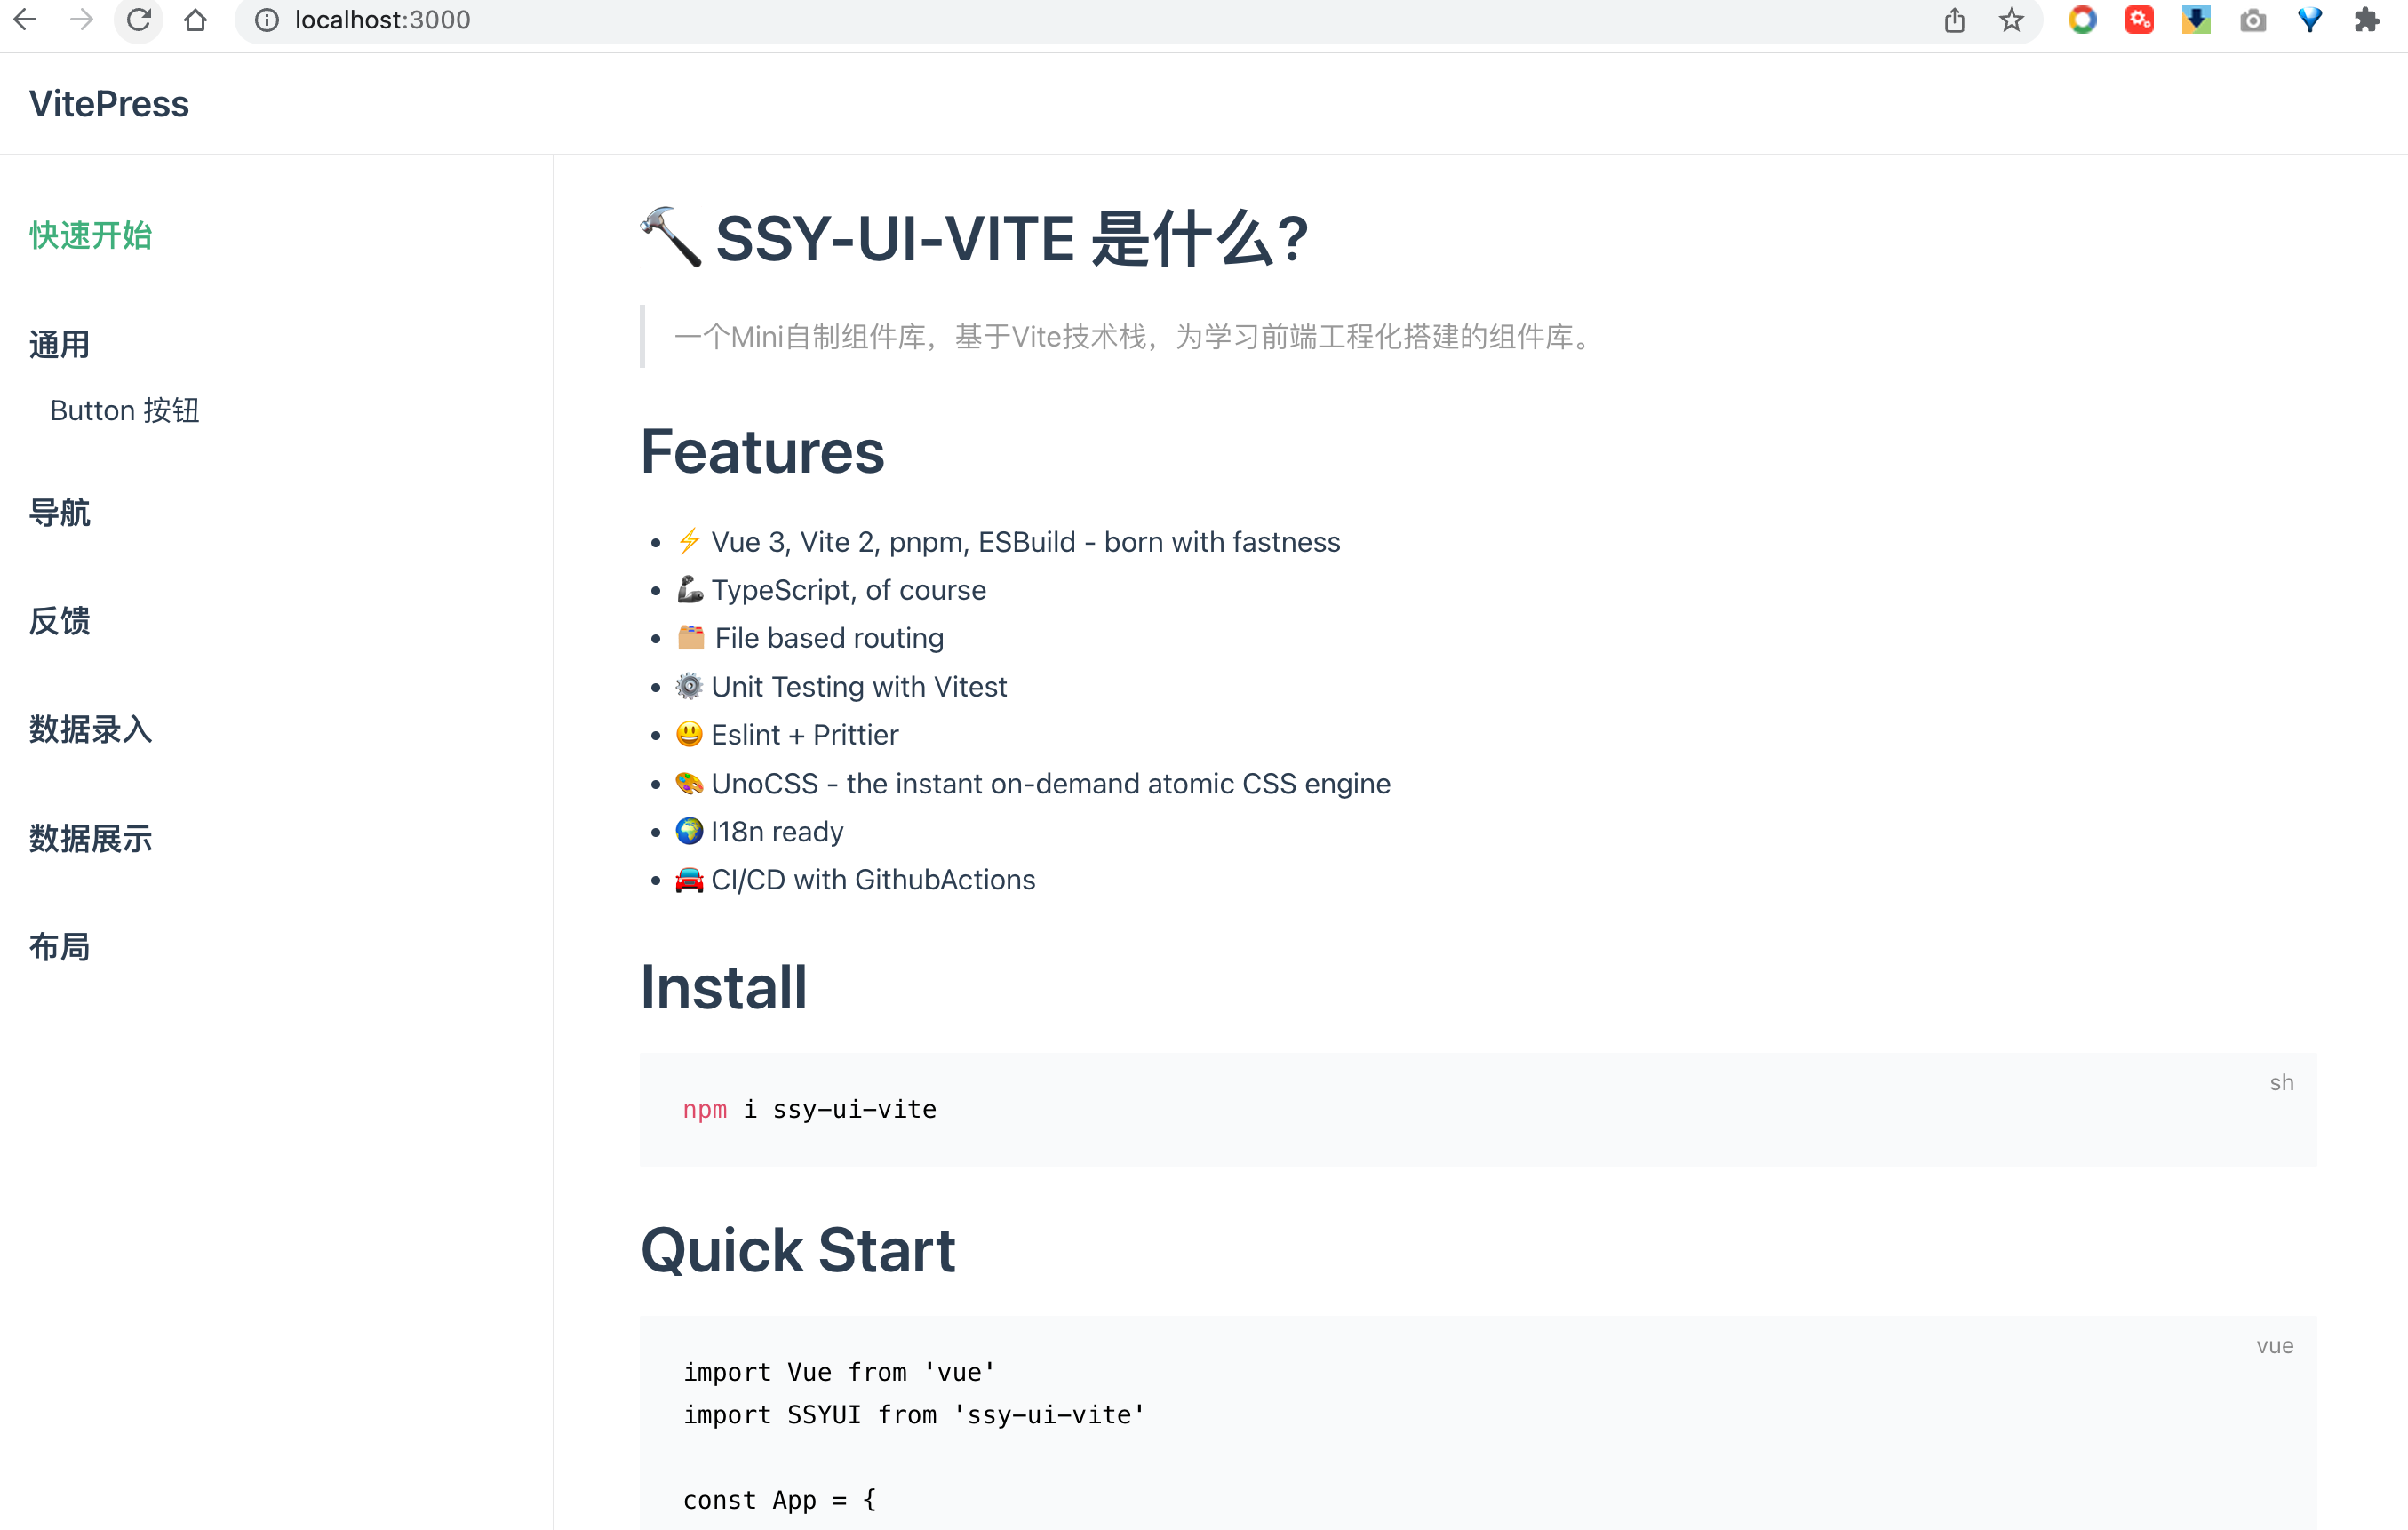 localhost:3000
VitePress
快速开始
通用
Button 按钮
导航
反馈
数据录入
数据展示
布局
🔨 SSY-UI-VITE 是什么?
一个Mini自制组件库，基于Vite技术栈，为学习前端工程化搭建的组件库。
Features
• ⚡ Vue 3, Vite 2, pnpm, ESBuild - born with fastness
• 🦾 TypeScript, of course
• 🗂 File based routing
• ⚙️ Unit Testing with Vitest
• 😃 Eslint + Prittier
• 🎨 UnoCSS - the instant on-demand atomic CSS engine
• 🌍 I18n ready
• 🚘 CI/CD with GithubActions
Install
sh
npm i ssy-ui-vite
Quick Start
vue
import Vue from 'vue'
import SSYUI from 'ssy-ui-vite'
const App = {